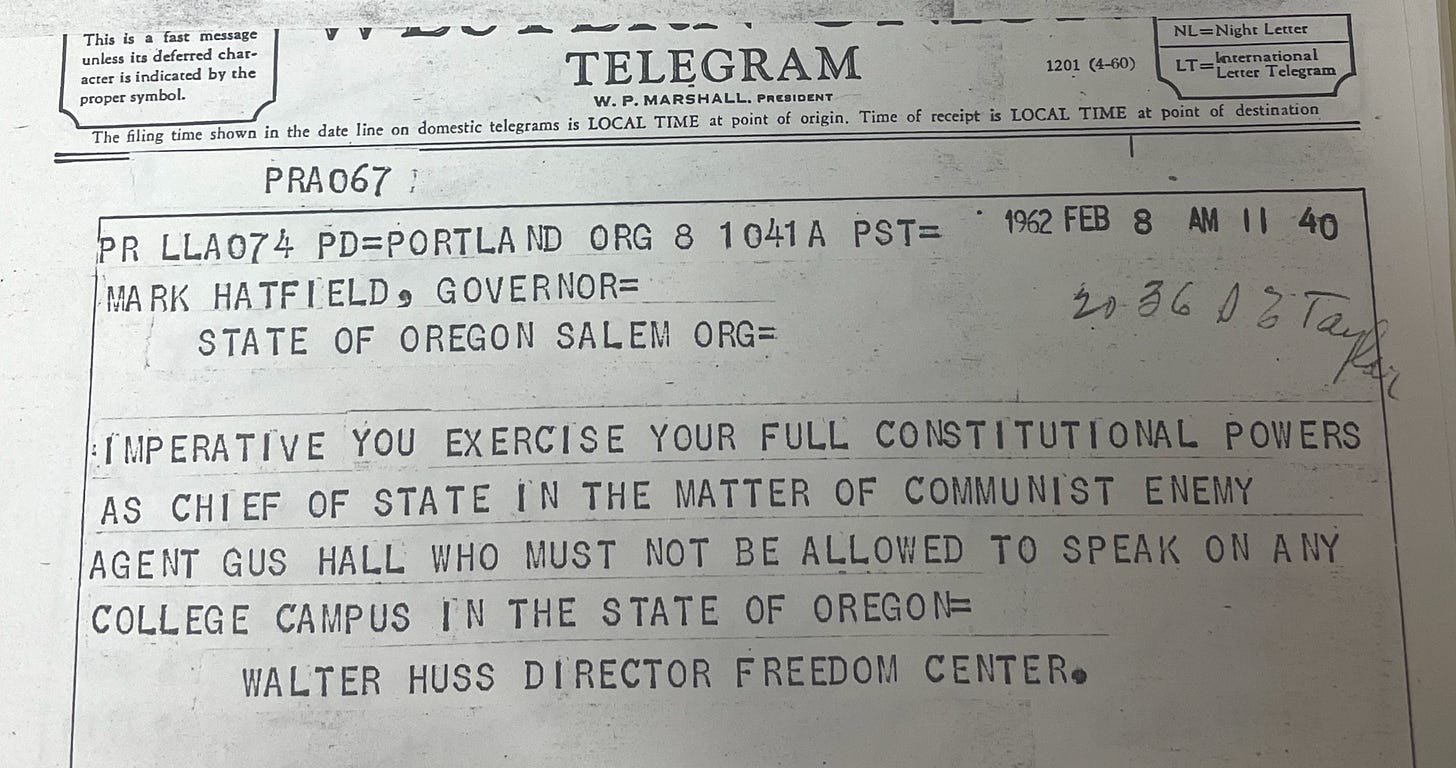 This is a fast message
unless its deferred char-
acter is indicated by the
proper symbol.
TELEGRAM
W. P. MARSHALL, PRESIDENT
1201 (4-60)
NL=Night Letter
LT=International Letter Telegram
The filing time shown in the date line on domestic telegrams is LOCAL TIME at point of origin. Time of receipt is LOCAL TIME at point of destination
PRA067
PR LLA074 PD=PORTLAND ORG 8 1041A PST=
1962 FEB 8 AM 11 40
MARK HATFIELD, GOVERNOR=
STATE OF OREGON SALEM ORG=
IMPERATIVE YOU EXERCISE YOUR FULL CONSTITUTIONAL POWERS
AS CHIEF OF STATE IN THE MATTER OF COMMUNIST ENEMY
AGENT GUS HALL WHO MUST NOT BE ALLOWED TO SPEAK ON ANY
COLLEGE CAMPUS IN THE STATE OF OREGON=
WALTER HUSS DIRECTOR FREEDOM CENTER.